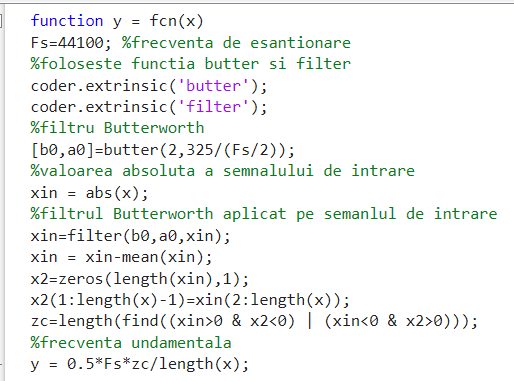 function y = fcn(x)
Fs=44100; %frecventa de esantionare
%foloseste functia butter si filter
coder.extrinsic('butter');
coder.extrinsic('filter');
%filtru Butterworth
[b0,a0]=butter(2,325/(Fs/2));
%valoarea absoluta a semnalului de intrare
xin = abs(x);
%filtrul Butterworth aplicat pe semanlul de intrare
xin=filter(b0,a0,xin);
xin = xin-mean(xin);
x2=zeros(length(xin),1);
x2(1:length(x)-1)=xin(2:length(x));
zc=length(find((xin>0 & x2<0) | (xin<0 & x2>0)));
%frecventa undamentala
y = 0.5*Fs*zc/length(x);